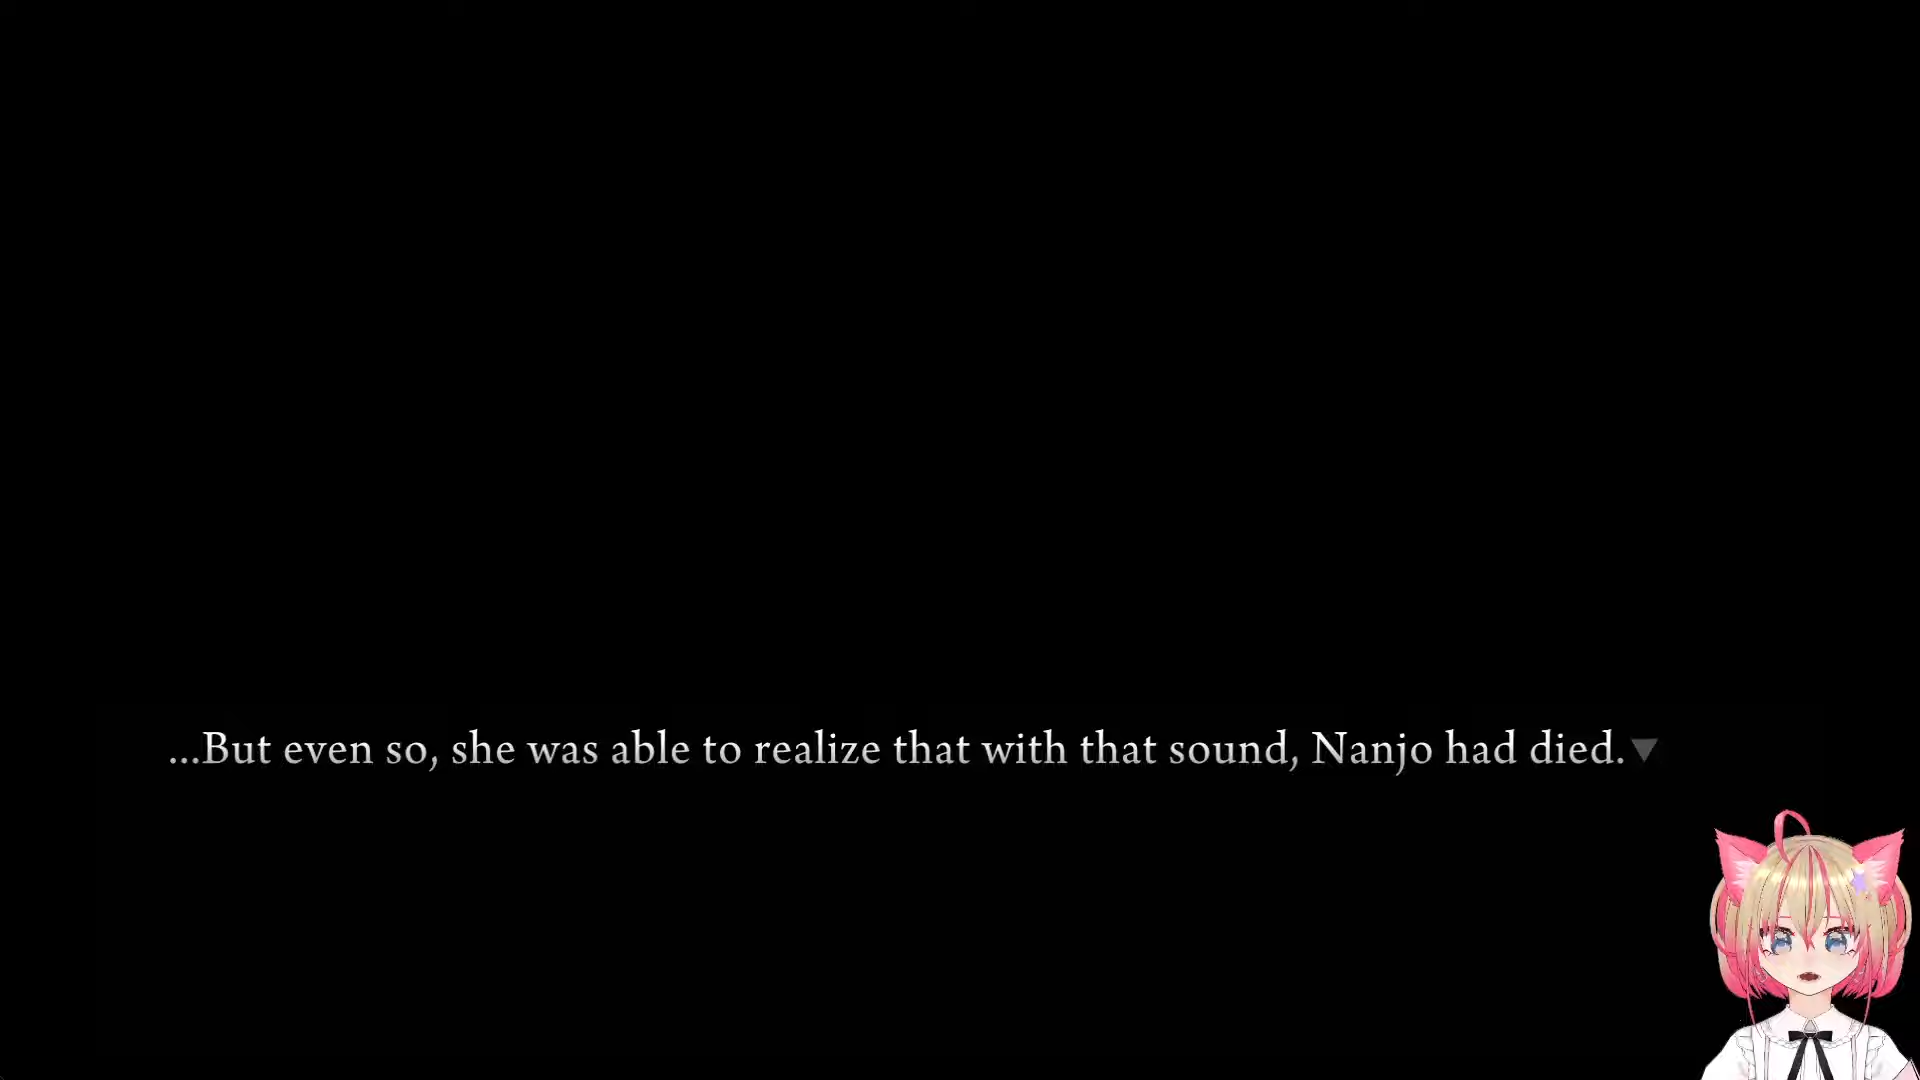 ...But even so, she was able to realize that with that sound, Nanjo had died.